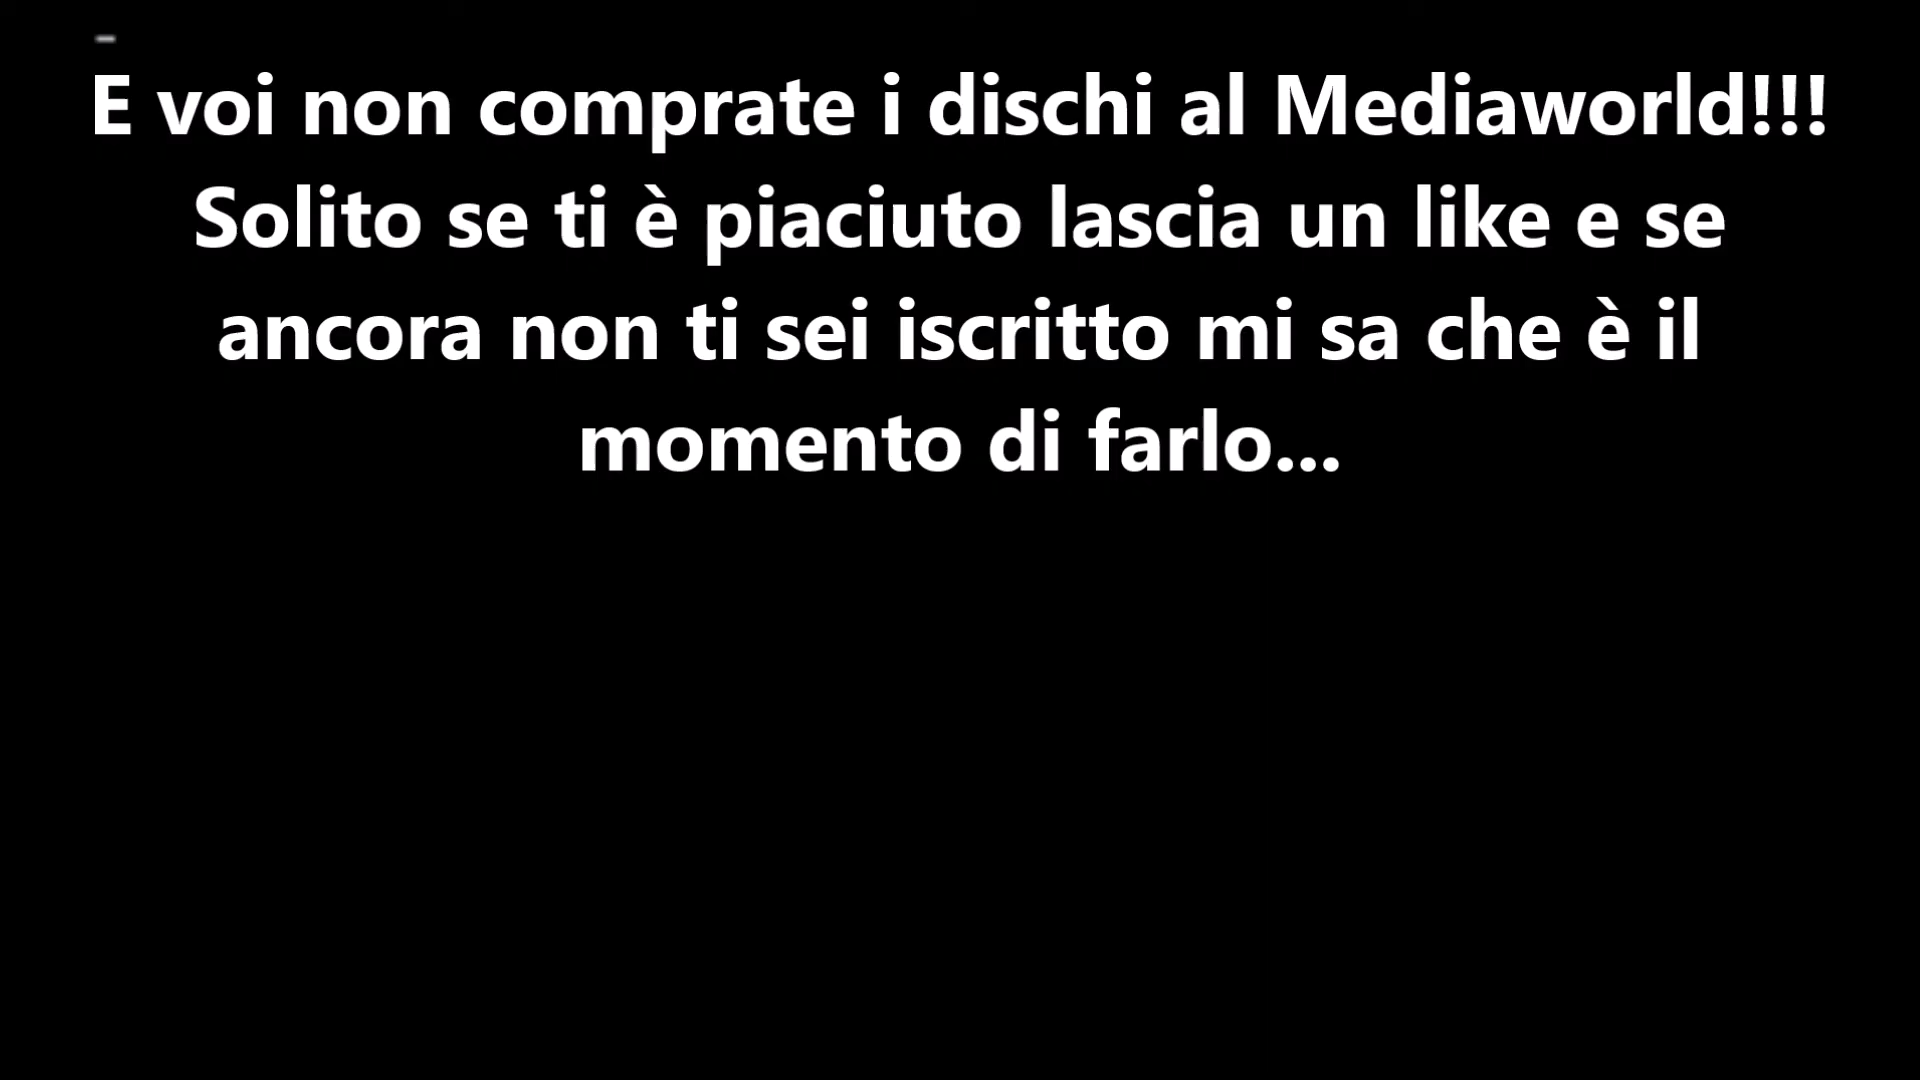 E voi non comprate i dischi al Mediaworld!!!
Solito se ti è piaciuto lascia un like e se
ancora non ti sei iscritto mi sa che è il
momento di farlo...